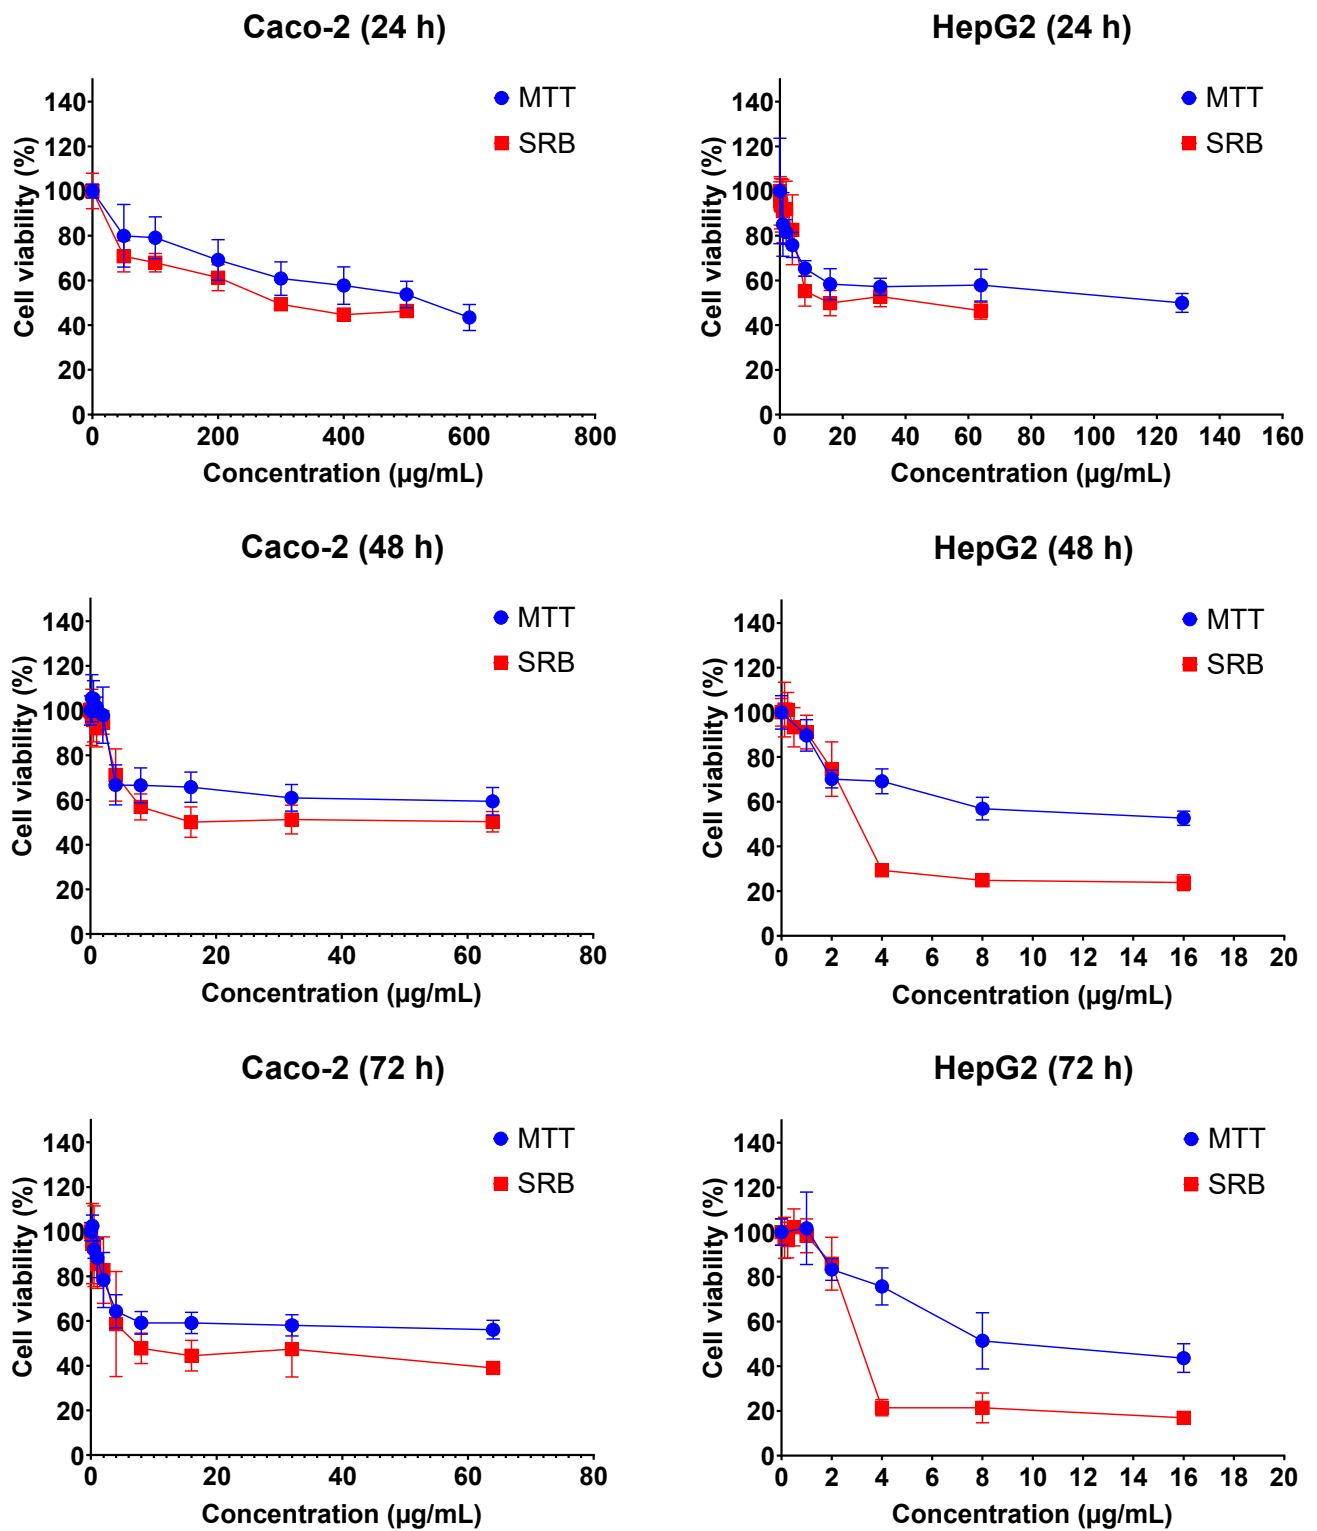 Caco-2 (24 h)
140
120
100
80
60
40
20
0
0 200 400 600 800
Cell viability (%)
Concentration (µg/mL)
MTT
SRB
HepG2 (24 h)
140
120
100
80
60
40
20
0
0 20 40 60 80 100 120 140 160
Cell viability (%)
Concentration (µg/mL)
MTT
SRB
Caco-2 (48 h)
140
120
100
80
60
40
20
0
0 20 40 60 80
Cell viability (%)
Concentration (µg/mL)
MTT
SRB
HepG2 (48 h)
140
120
100
80
60
40
20
0
0 2 4 6 8 10 12 14 16 18 20
Cell viability (%)
Concentration (µg/mL)
MTT
SRB
Caco-2 (72 h)
140
120
100
80
60
40
20
0
0 20 40 60 80
Cell viability (%)
Concentration (µg/mL)
MTT
SRB
HepG2 (72 h)
140
120
100
80
60
40
20
0
0 2 4 6 8 10 12 14 16 18 20
Cell viability (%)
Concentration (µg/mL)
MTT
SRB